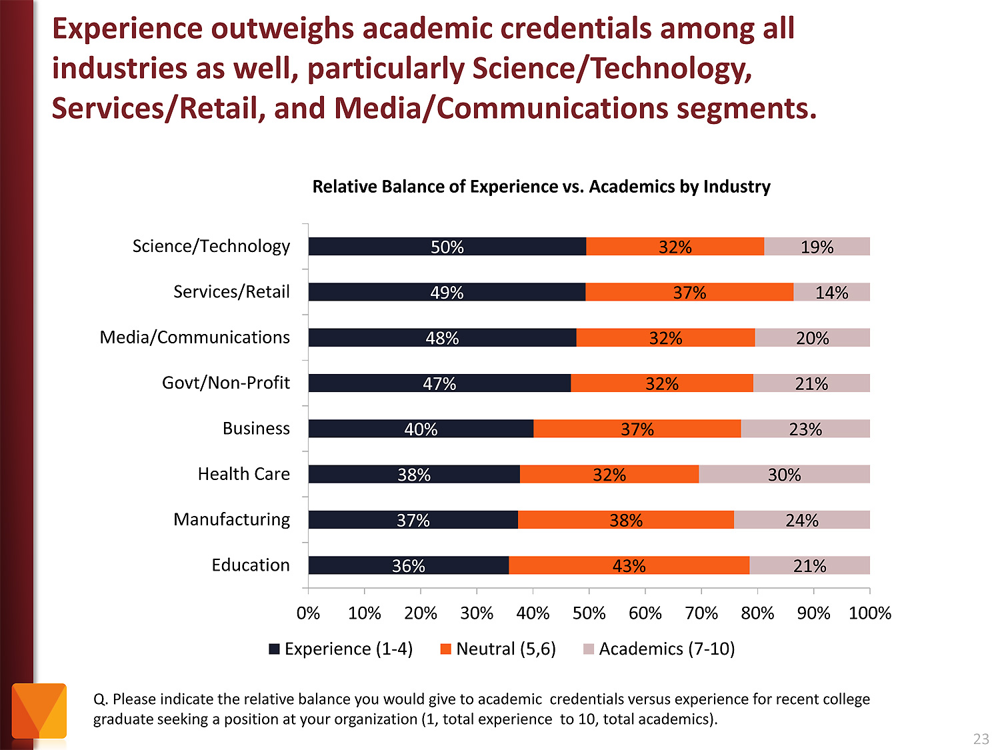 Experience outweighs academic credentials among all
industries as well, particularly Science/Technology,
Services/Retail, and Media/Communications segments.
Relative Balance of Experience vs. Academics by Industry
Science/Technology 50% 32% 19%
Services/Retail 49% 37% 14%
Media/Communications 48% 32% 20%
Govt/Non-Profit 47% 32% 21%
Business 40% 37% 23%
Health Care 38% 32% 30%
Manufacturing 37% 38% 24%
Education 36% 43% 21%
0% 10% 20% 30% 40% 50% 60% 70% 80% 90% 100%
Experience (1-4) Neutral (5,6) Academics (7-10)
Q. Please indicate the relative balance you would give to academic credentials versus experience for recent college
graduate seeking a position at your organization (1, total experience to 10, total academics).
23